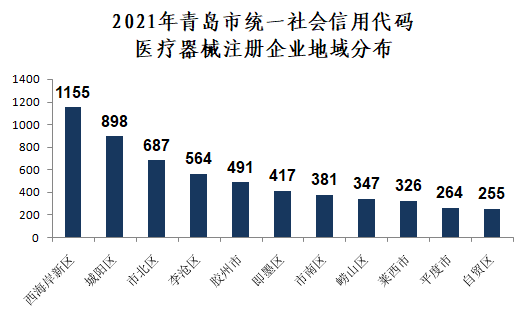 2021年青岛市统一社会信用代码
医疗器械注册企业地域分布
1400
1200
1000
800
600
400
200
0
1155
898
687
564
491
417
381
347
326
264
255
西海岸新区
城阳区
市北区
李沧区
胶州市
即墨区
市南区
崂山区
莱西市
平度市
自贸区